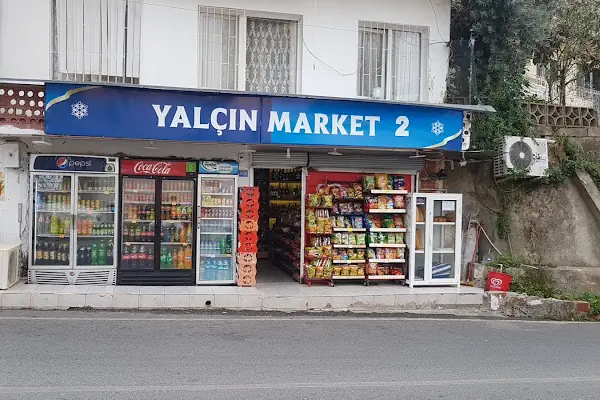 YALÇIN MARKET 2
pepsi
Coca-Cola